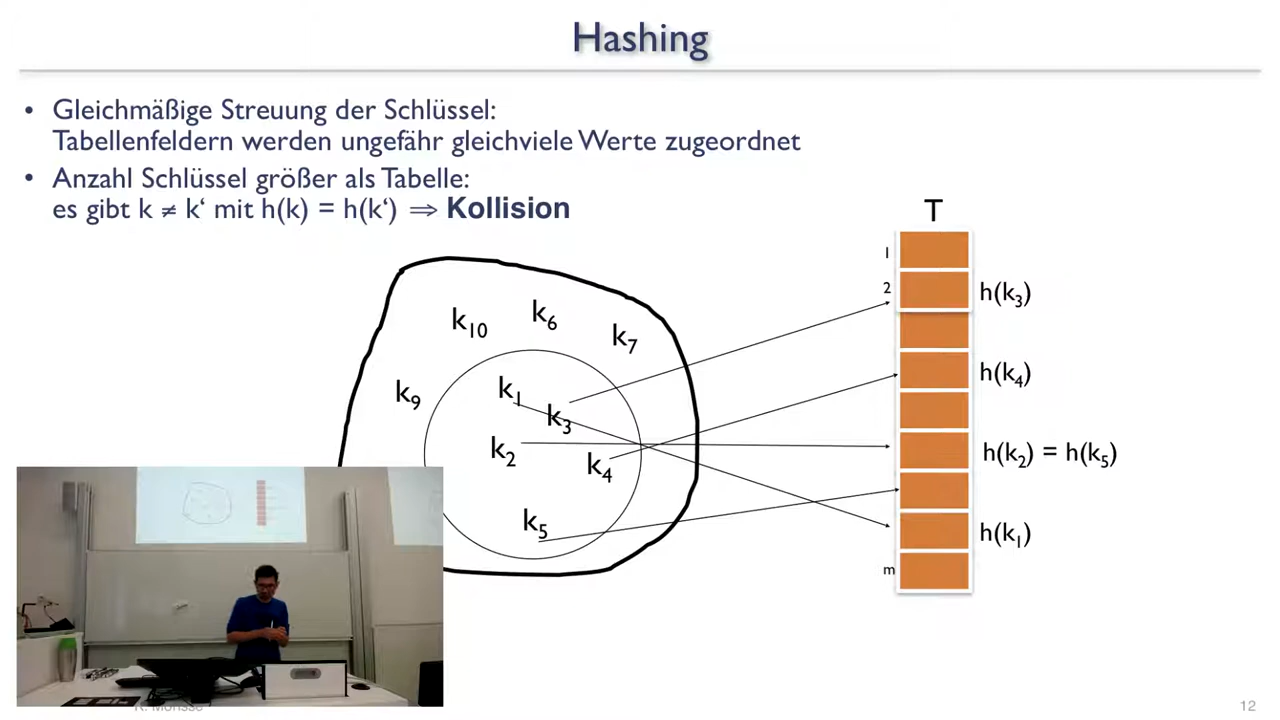 Hashing
• Gleichmäßige Streuung der Schlüssel:
Tabellenfeldern werden ungefähr gleichviele Werte zugeordnet
• Anzahl Schlüssel größer als Tabelle:
es gibt k ≠ k‘ mit h(k) = h(k‘) ⇒ Kollision
T
1
2
h(k₃)
k₁₀
k₆
k₇
h(k₄)
k₉
k₁
k₃
k₂
k₄
h(k₂) = h(k₅)
k₅
h(k₁)
m
12